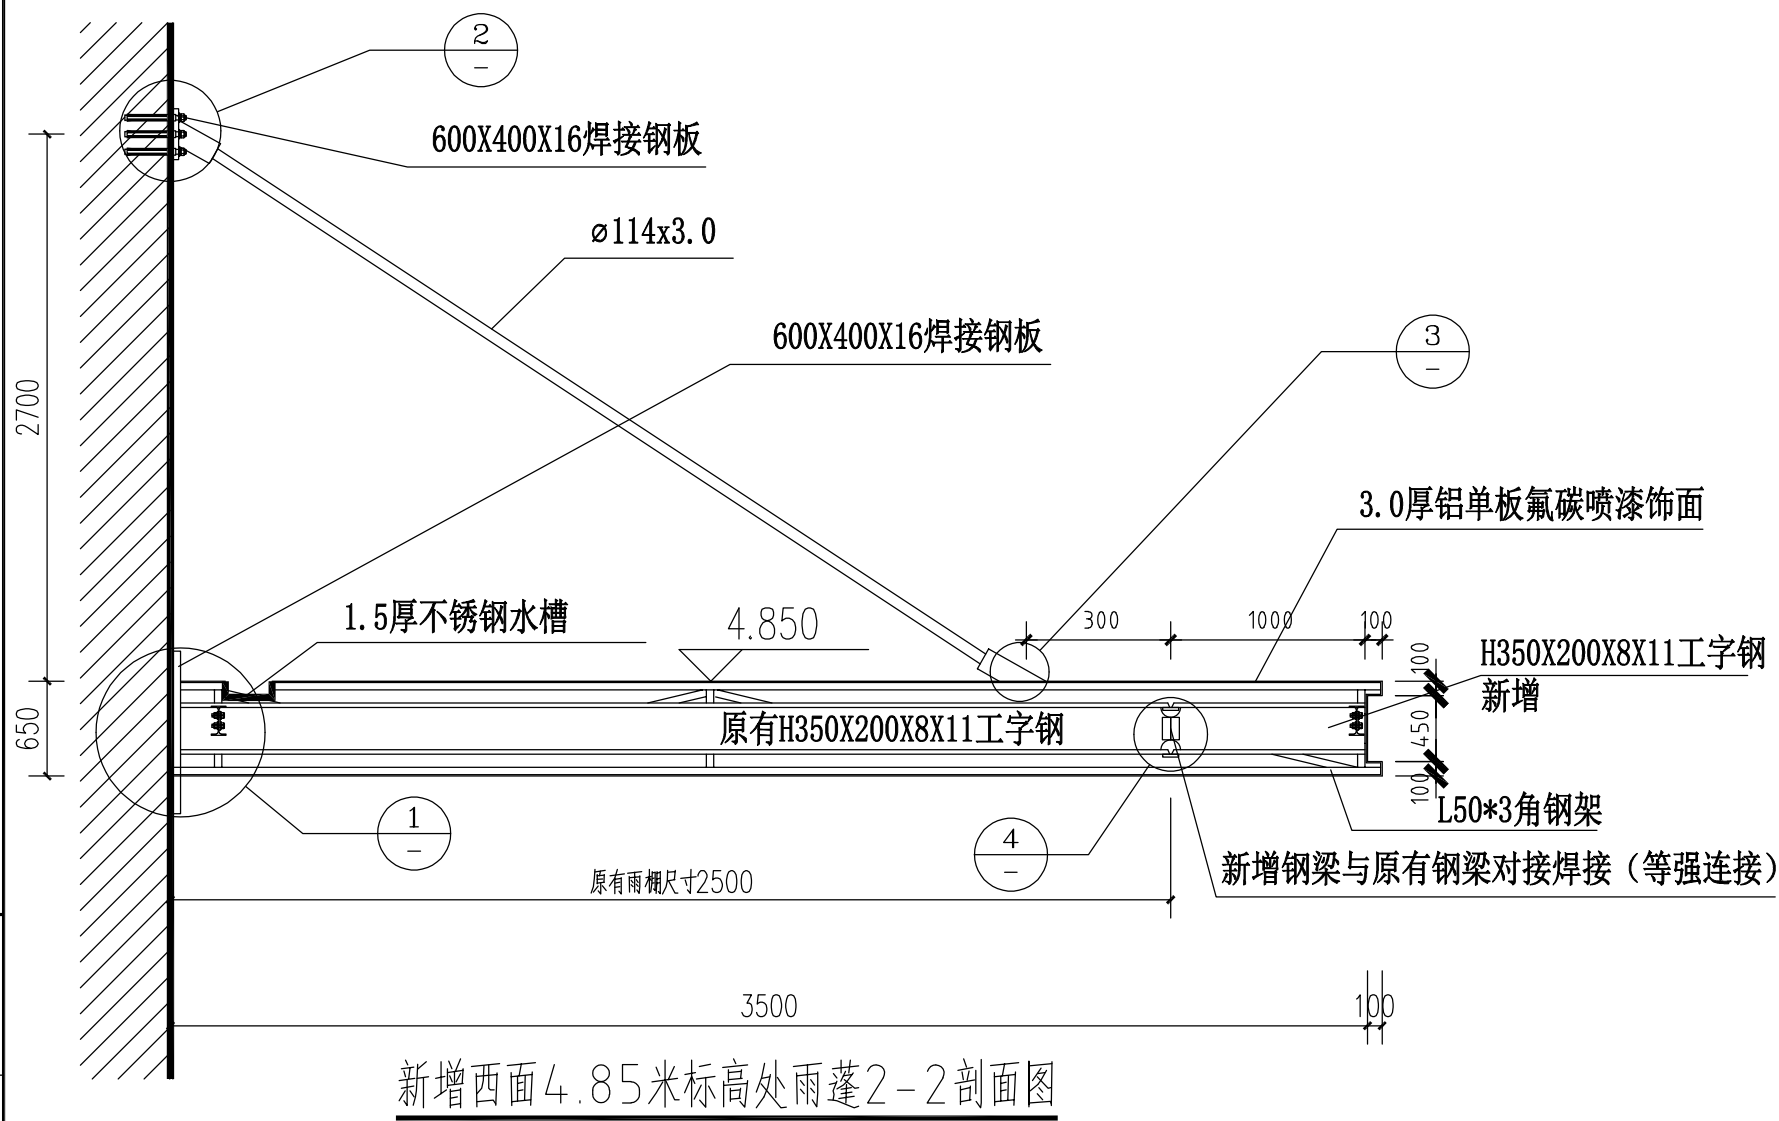 2
-
600X400X16焊接钢板
⌀114x3.0
600X400X16焊接钢板
3
-
2700
3.0厚铝单板氟碳喷漆饰面
1.5厚不锈钢水槽
4.850
300
1000
100
100
H350X200X8X11工字钢
新增
650
原有H350X200X8X11工字钢
450
100
L50*3角钢架
1
-
4
-
新增钢梁与原有钢梁对接焊接（等强连接）
原有雨棚尺寸2500
3500
100
新增西面4.85米标高处雨蓬2-2剖面图